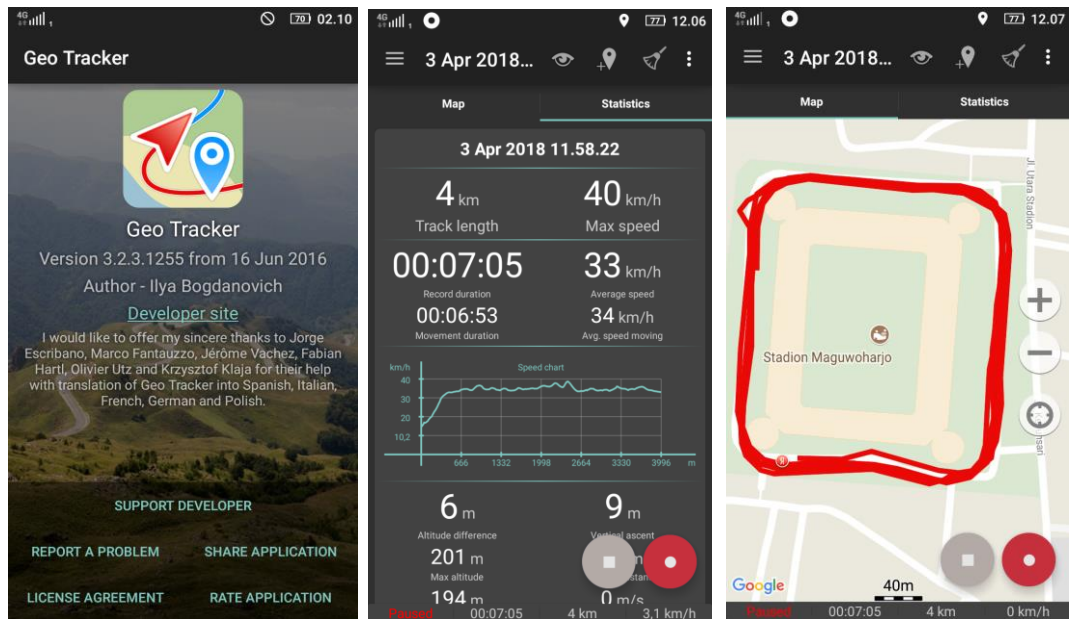 4G 1 70 02.10
Geo Tracker
Geo Tracker
Version 3.2.3.1255 from 16 Jun 2016
Author - Ilya Bogdanovich
Developer site
I would like to offer my sincere thanks to Jorge
Escribano, Marco Fantauzzo, Jérôme Vachez, Fabian
Hartl, Olivier Utz and Krzysztof Klaja for their help
with translation of Geo Tracker into Spanish, Italian,
French, German and Polish.
SUPPORT DEVELOPER
REPORT A PROBLEM SHARE APPLICATION
LICENSE AGREEMENT RATE APPLICATION
4G 1 77 12.06
3 Apr 2018...
Map Statistics
3 Apr 2018 11.58.22
4 km 40 km/h
Track length Max speed
00:07:05 33 km/h
Record duration Average speed
00:06:53 34 km/h
Movement duration Avg. speed moving
km/h Speed chart
40
30
20
10,2
666 1332 1998 2664 3330 3996 m
6 m 9 m
Altitude difference Vertical ascent
201 m m
Max altitude
194 m 0 m/s
Paused 00:07:05 4 km 3,1 km/h
4G 1 77 12.07
3 Apr 2018...
Map Statistics
Jl. Utara Stadion
Stadion Maguwoharjo
Google 40m
Paused 00:07:05 4 km 0 km/h